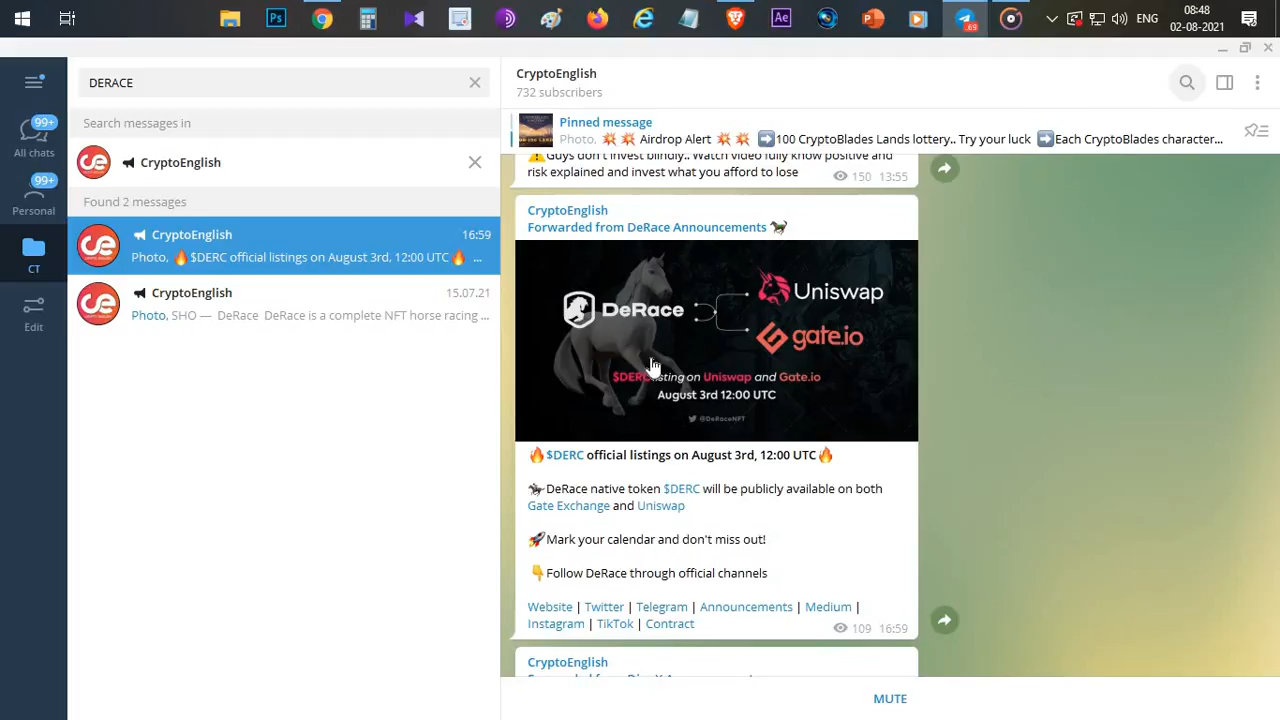 08:48
ENG
02-08-2021
Ps
Ae
69
DERACE
Search messages in
CryptoEnglish
Found 2 messages
CryptoEnglish 16:59
Photo, 🔥$DERC official listings on August 3rd, 12:00 UTC🔥 ...
CryptoEnglish 15.07.21
Photo, SHO — DeRace DeRace is a complete NFT horse racing ...
99+
All chats
99+
Personal
CT
Edit
CryptoEnglish
732 subscribers
Pinned message
Photo. 💥 💥 Airdrop Alert 💥 💥 ➡️100 CryptoBlades Lands lottery.. Try your luck ➡️Each CryptoBlades character...
⚠️Guys don't invest blindly.. Watch video fully know positive and
risk explained and invest what you afford to lose 150 13:55
CryptoEnglish
Forwarded from DeRace Announcements 🐎
DeRace
Uniswap
gate.io
$DERC listing on Uniswap and Gate.io
August 3rd 12:00 UTC
@DeRaceNFT
🔥$DERC official listings on August 3rd, 12:00 UTC🔥
🏇DeRace native token $DERC will be publicly available on both
Gate Exchange and Uniswap
🚀Mark your calendar and don't miss out!
👇Follow DeRace through official channels
Website | Twitter | Telegram | Announcements | Medium |
Instagram | TikTok | Contract 109 16:59
CryptoEnglish
MUTE